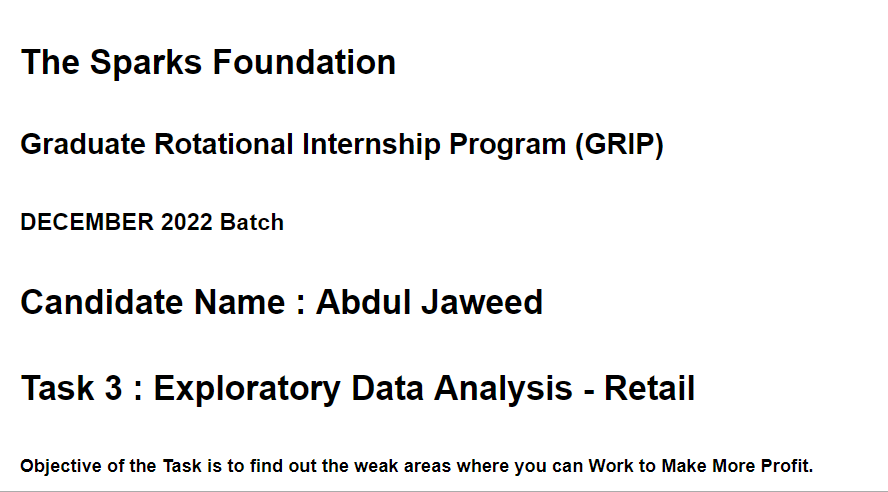 The Sparks Foundation
Graduate Rotational Internship Program (GRIP)
DECEMBER 2022 Batch
Candidate Name : Abdul Jaweed
Task 3 : Exploratory Data Analysis - Retail
Objective of the Task is to find out the weak areas where you can Work to Make More Profit.